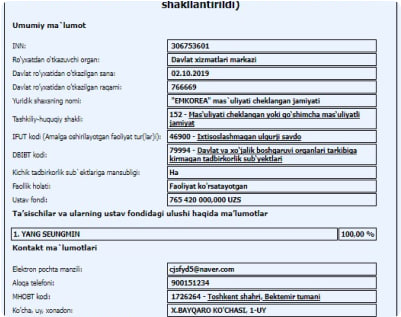 shakllantirildi)
Umumiy ma`lumot
INN: 306753601
Ro'yxatdan o'tkazuvchi organ: Davlat xizmatlari markazi
Davlat ro'yxatidan o'tkazilgan sana: 02.10.2019
Davlat ro'yxatidan o'tkazilgan raqami: 766669
Yuridik shaxsning nomi: "EMKOREA" mas`uliyati cheklangan jamiyati
Tashkiliy-huquqiy shakli: 152 - Mas'uliyati cheklangan yoki qo'shimcha mas'uliyatli
jamiyat
IFUT kodi (Amalga oshirilayotgan faoliyat tur(lar)i): 46900 - Ixtisoslashmagan ulgurji savdo
DBIBT kodi: 79994 - Davlat va xo'jalik boshqaruvi organlari tarkibiga
kirmagan tadbirkorlik sub'yektlari
Kichik tadbirkorlik sub`ektlariga mansubligi: Ha
Faollik holati: Faoliyat ko'rsatayotgan
Ustav fondi: 765 420 000,000 UZS
Ta'sischilar va ularning ustav fondidagi ulushi haqida ma'lumotlar
1. YANG SEUNGMIN 100.00 %
Kontakt ma`lumotlari
Elektron pochta manzili: cjsfyd5@naver.com
Aloqa telefoni: 900151234
MHOBT kodi: 1726264 - Toshkent shahri, Bektemir tumani
Ko'cha, uy, xonadon: X.BAYQARO KO'CHASI, 1-UY